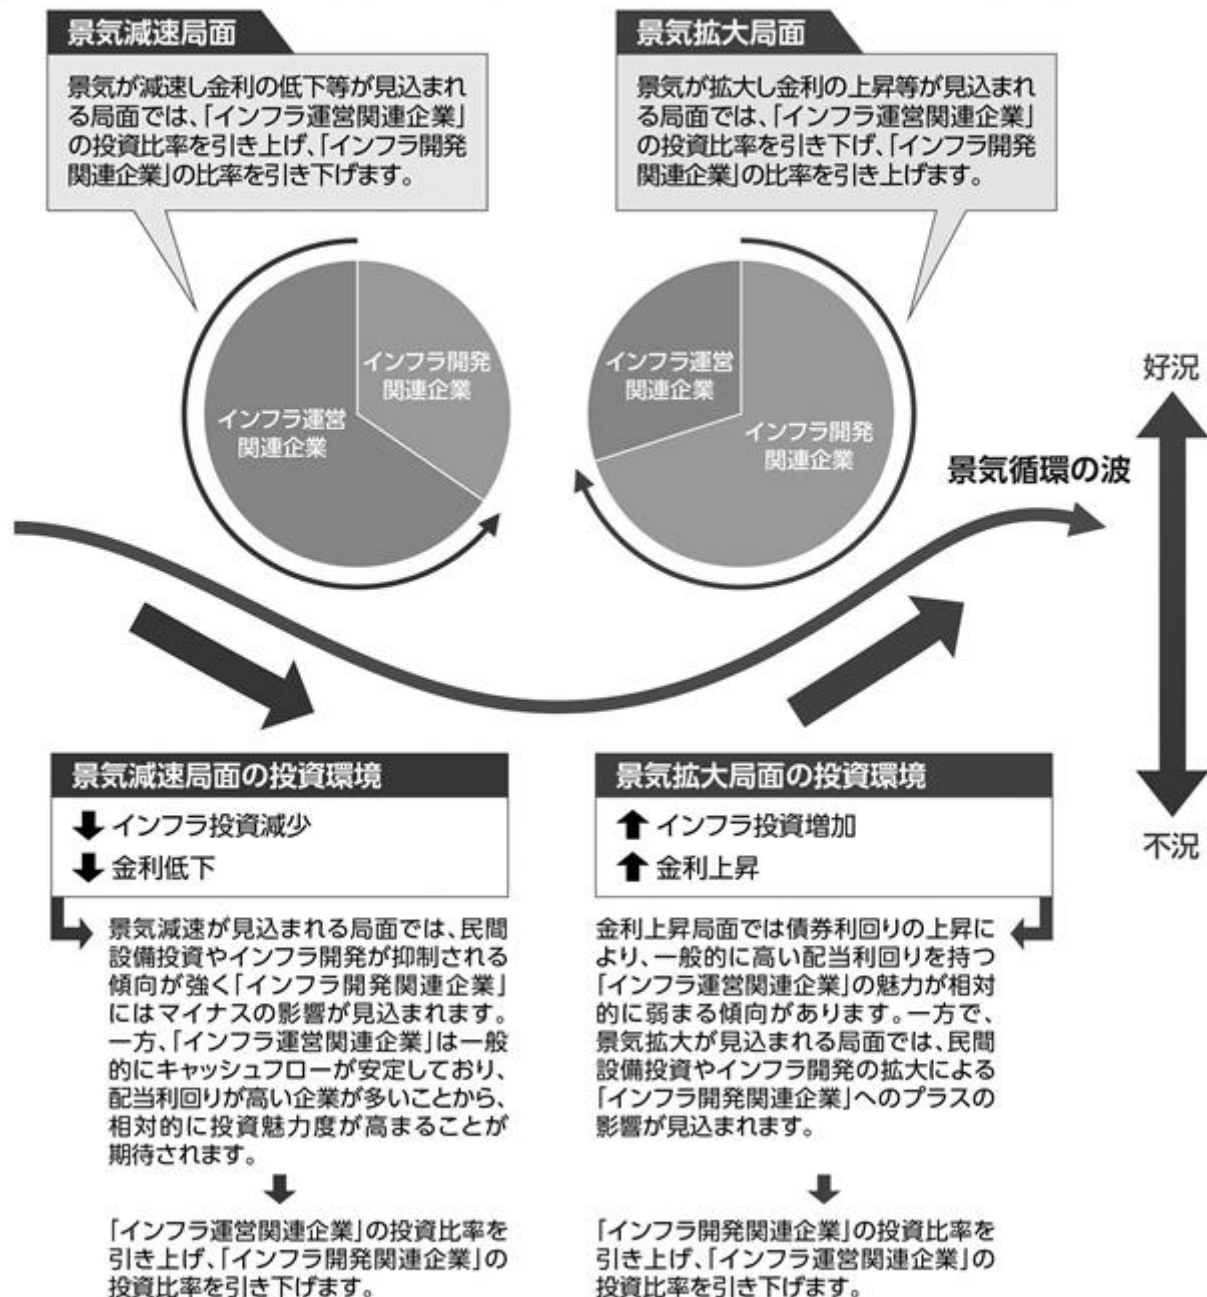 景気減速局面
景気が減速し金利の低下等が見込まれ
る局面では、「インフラ運営関連企業」
の投資比率を引き上げ、「インフラ開発
関連企業」の比率を引き下げます。
景気拡大局面
景気が拡大し金利の上昇等が見込まれ
る局面では、「インフラ運営関連企業」
の投資比率を引き下げ、「インフラ開発
関連企業」の比率を引き上げます。
インフラ開発
関連企業
インフラ運営
関連企業
インフラ運営
関連企業
インフラ開発
関連企業
好況
景気循環の波
不況
景気減速局面の投資環境
インフラ投資減少
金利低下
景気減速が見込まれる局面では、民間
設備投資やインフラ開発が抑制される
傾向が強く「インフラ開発関連企業」
にはマイナスの影響が見込まれます。
一方、「インフラ運営関連企業」は一般
的にキャッシュフローが安定しており、
配当利回りが高い企業が多いことから、
相対的に投資魅力度が高まることが
期待されます。
「インフラ運営関連企業」の投資比率を
引き上げ、「インフラ開発関連企業」の
投資比率を引き下げます。
景気拡大局面の投資環境
インフラ投資増加
金利上昇
金利上昇局面では債券利回りの上昇に
より、一般的に高い配当利回りを持つ
「インフラ運営関連企業」の魅力が相対
的に弱まる傾向があります。一方で、
景気拡大が見込まれる局面では、民間
設備投資やインフラ開発の拡大による
「インフラ開発関連企業」へのプラスの
影響が見込まれます。
「インフラ開発関連企業」の投資比率を
引き上げ、「インフラ運営関連企業」の
投資比率を引き下げます。